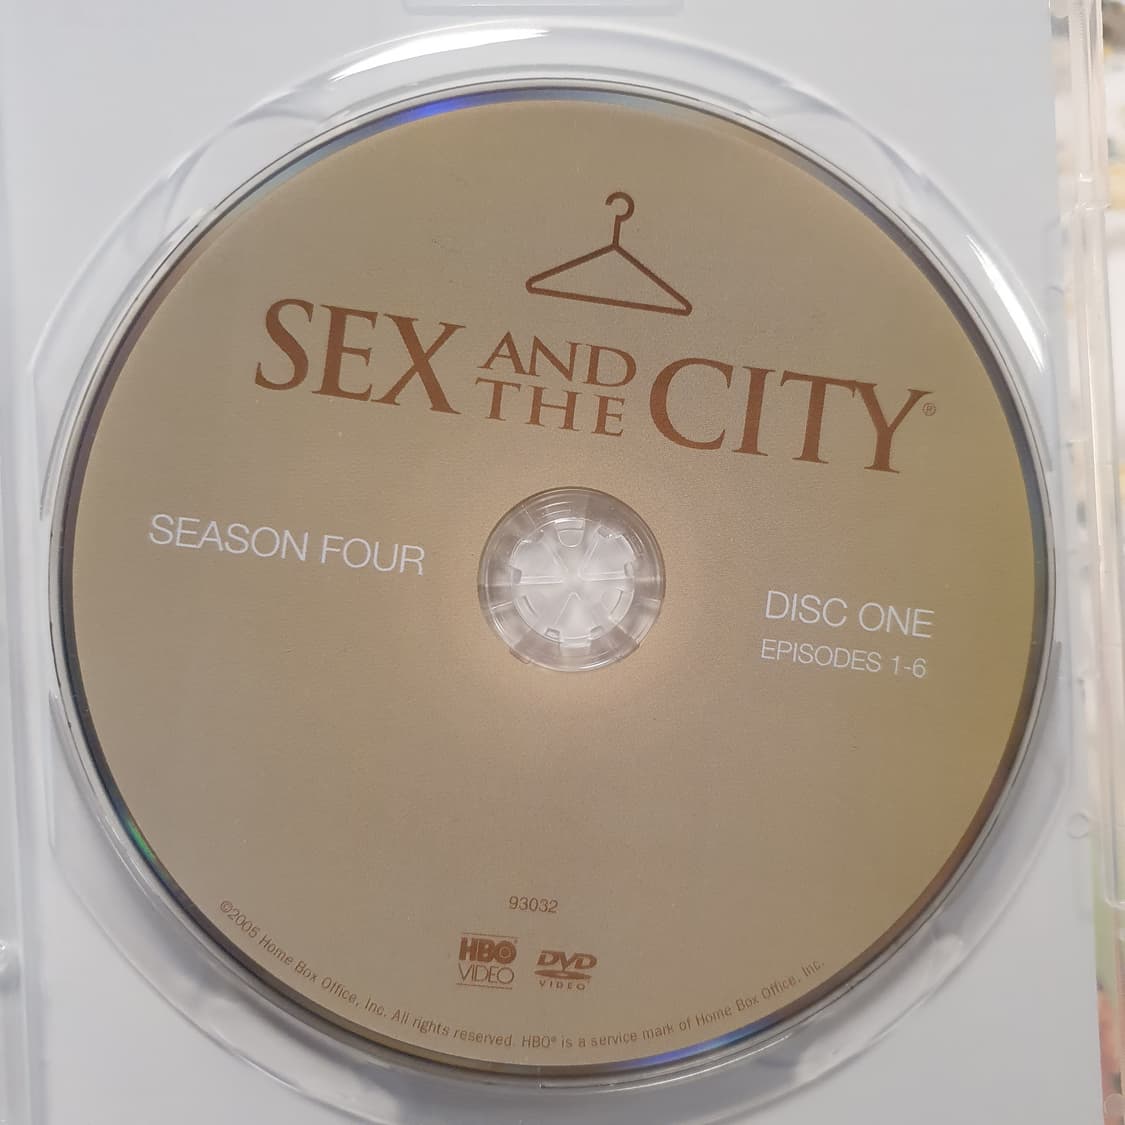 SEX AND THE CITY®
SEASON FOUR
DISC ONE
EPISODES 1-6
93032
HBO®
VIDEO
DVD
VIDEO
©2005 Home Box Office, Inc. All rights reserved. HBO® is a service mark of Home Box Office, Inc.